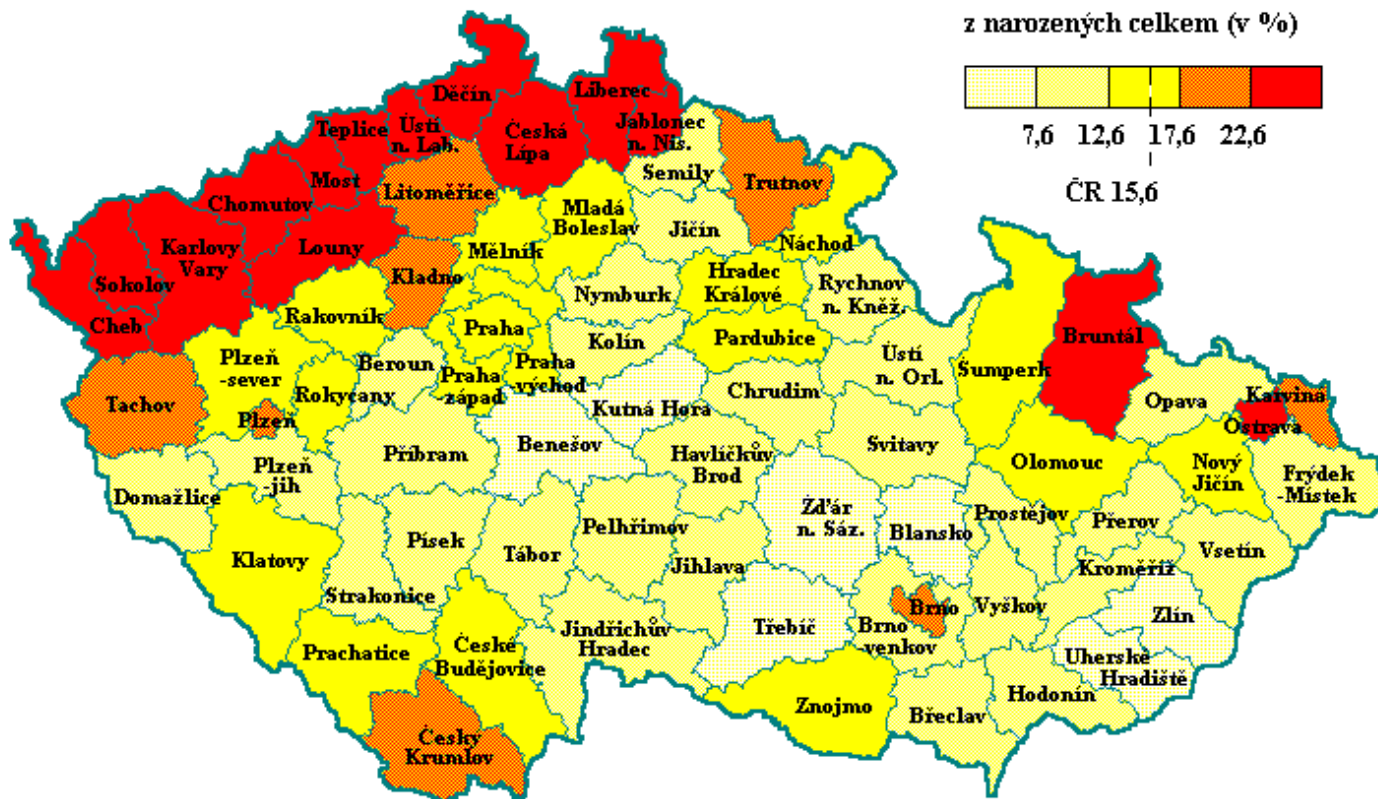 z narozených celkem (v %)
7,6 12,6 17,6 22,6
ČR 15,6
Děčín
Liberec
Teplice
Ústí
n. Lab.
Česká
Lípa
Jablonec
n. Nis.
Semily
Most
Litoměřice
Trutnov
Chomutov
Mladá
Boleslav
Jičín
Karlovy
Vary
Louny
Mělník
Náchod
Sokolov
Kladno
Nymburk
Hradec
Králové
Rychnov
n. Kněž.
Cheb
Rakovník
Praha
Kolín
Pardubice
Bruntál
Plzeň
-sever
Beroun
Praha
západ
Praha
východ
Ústí
n. Orl.
Šumperk
Tachov
Rokycany
Chrudim
Opava
Karviná
Plzeň
Kutná Hora
Ostrava
Benešov
Svitavy
Příbram
Havlíčkův
Brod
Olomouc
Nový
Jičín
Frýdek
-Místek
Domažlice
Plzeň
-jih
Žďár
n. Sáz.
Blansko
Prostějov
Přerov
Klatovy
Písek
Tábor
Pelhřimov
Vsetín
Jihlava
Kroměříž
Strakonice
Brno
Vyškov
Zlín
Třebíč
Brno
venkov
Jindřichův
Hradec
Prachatice
České
Budějovice
Uherské
Hradiště
Znojmo
Hodonín
Břeclav
Český
Krumlov